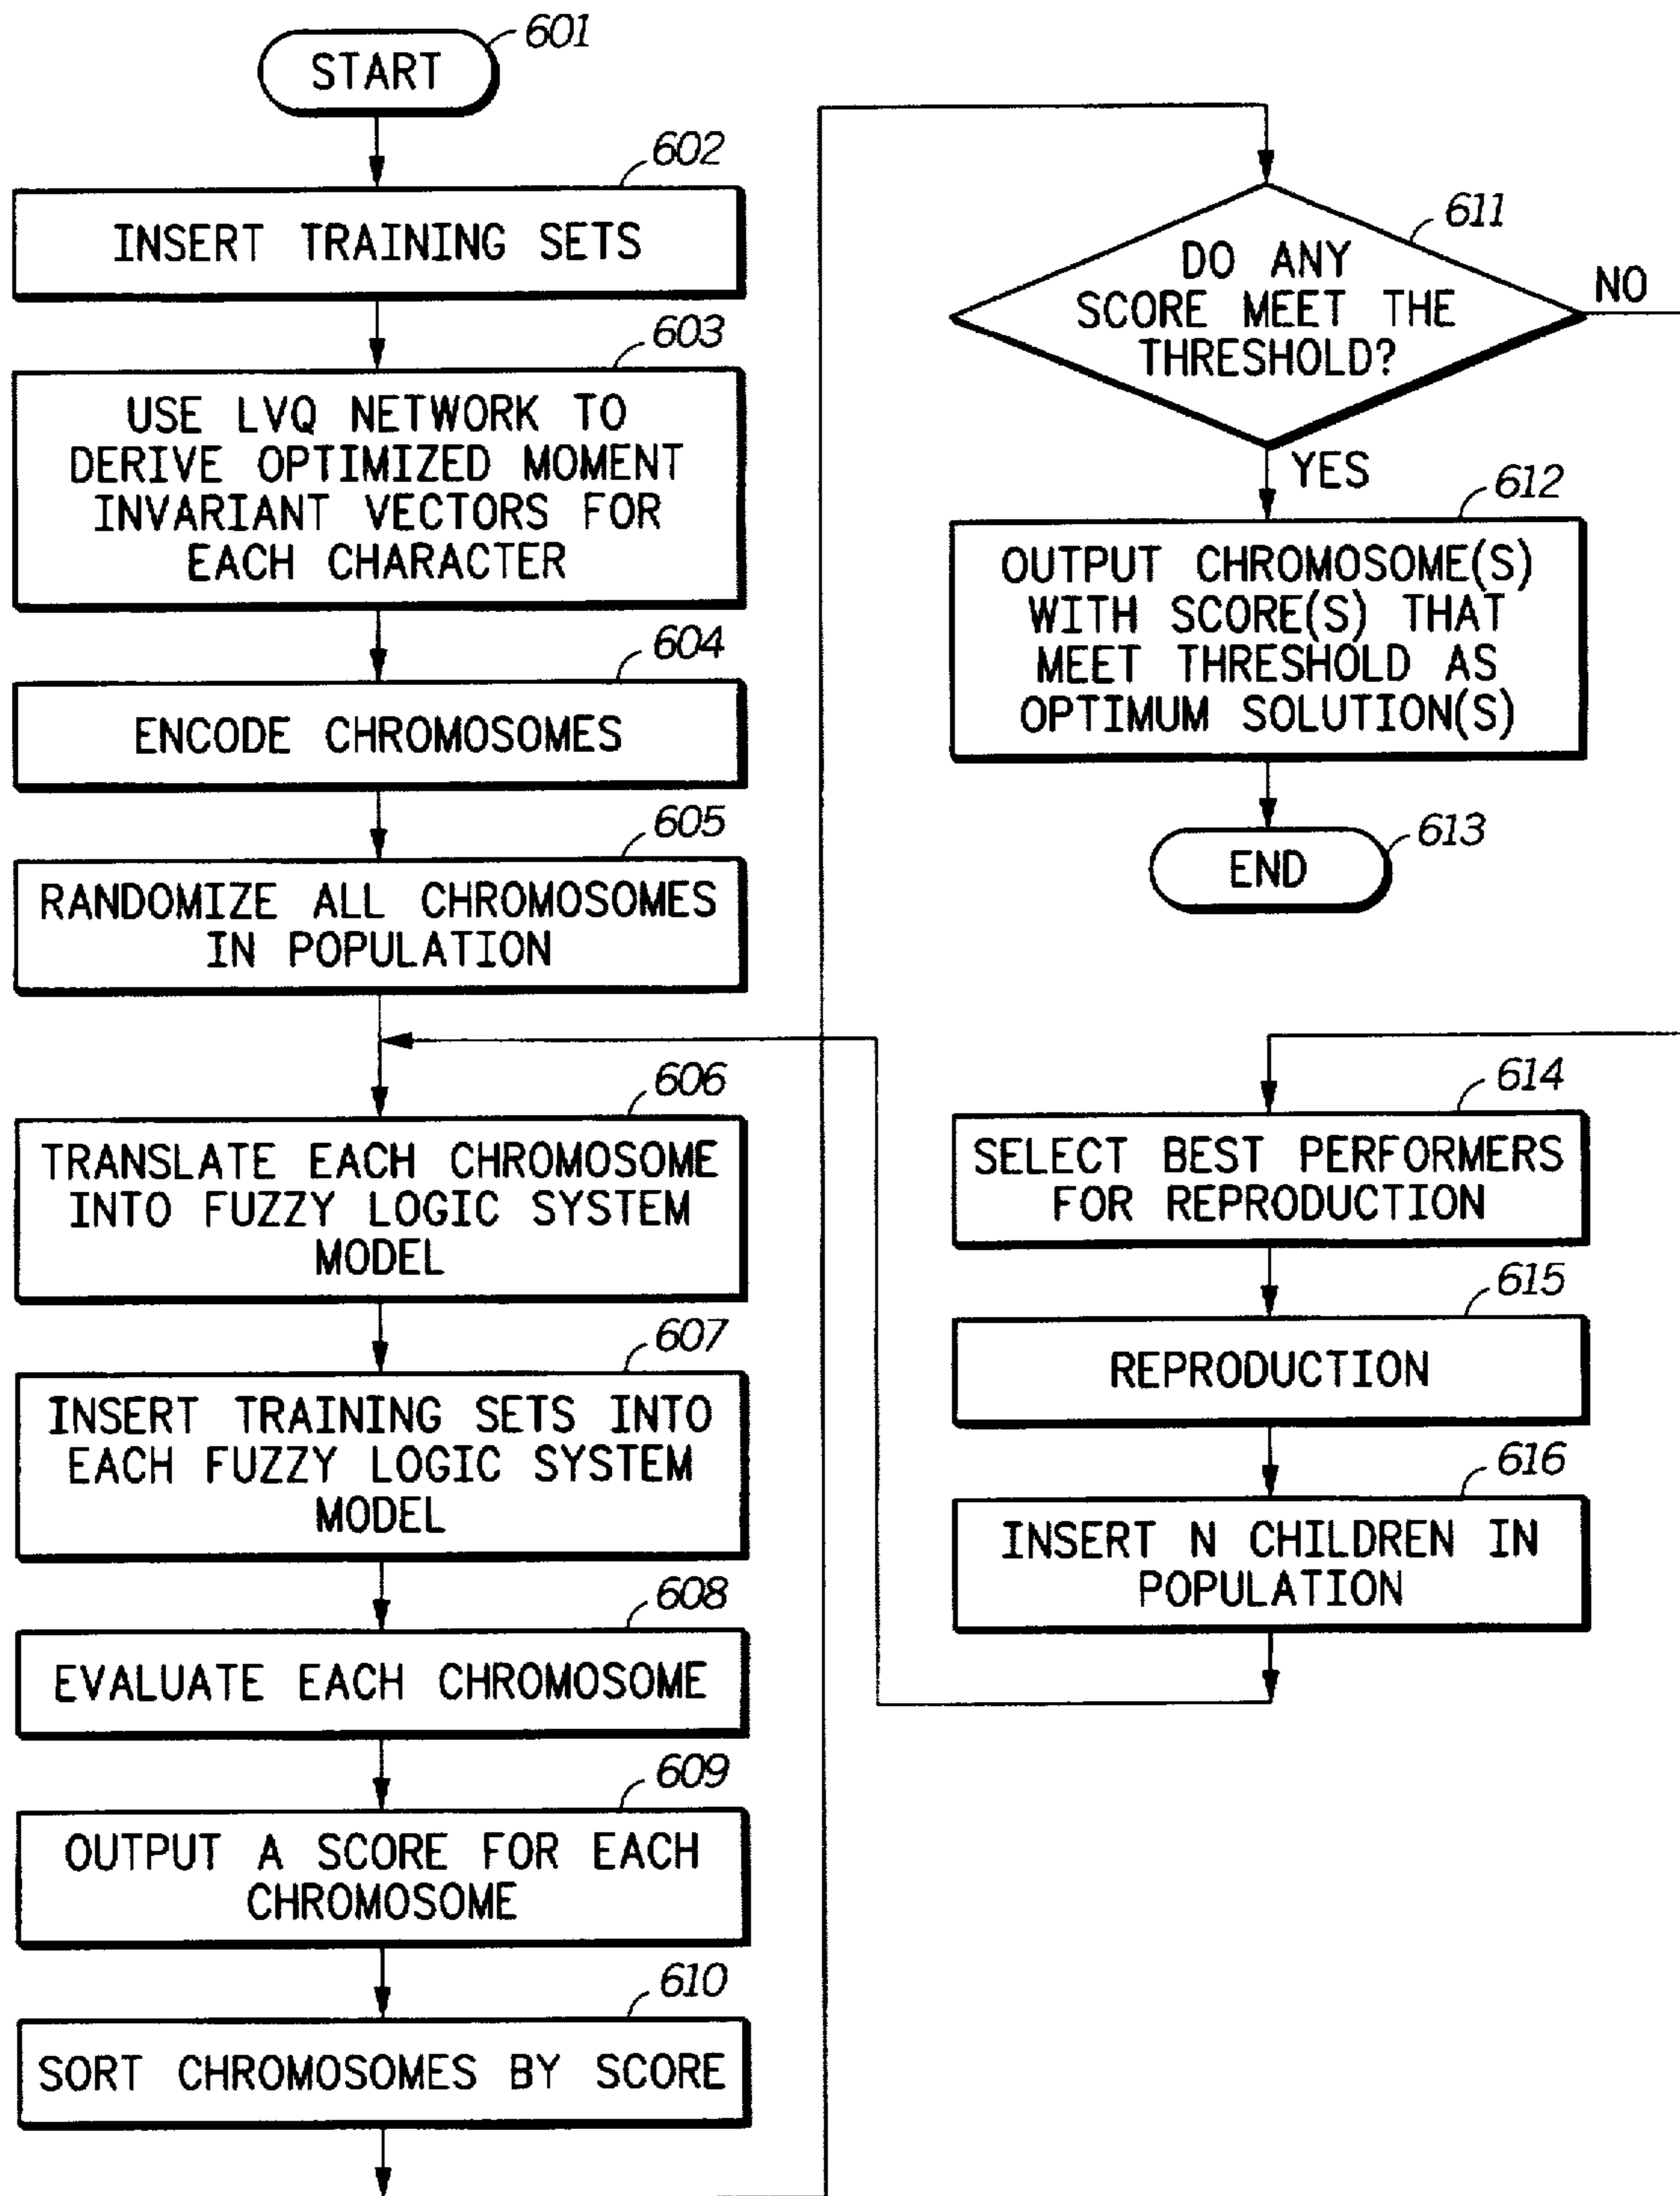 601
START
602
INSERT TRAINING SETS
603
USE LVQ NETWORK TO
DERIVE OPTIMIZED MOMENT
INVARIANT VECTORS FOR
EACH CHARACTER
604
ENCODE CHROMOSOMES
605
RANDOMIZE ALL CHROMOSOMES
IN POPULATION
606
TRANSLATE EACH CHROMOSOME
INTO FUZZY LOGIC SYSTEM
MODEL
607
INSERT TRAINING SETS INTO
EACH FUZZY LOGIC SYSTEM
MODEL
608
EVALUATE EACH CHROMOSOME
609
OUTPUT A SCORE FOR EACH
CHROMOSOME
610
SORT CHROMOSOMES BY SCORE
611
DO ANY
SCORE MEET THE
THRESHOLD?
NO
YES
612
OUTPUT CHROMOSOME(S)
WITH SCORE(S) THAT
MEET THRESHOLD AS
OPTIMUM SOLUTION(S)
613
END
614
SELECT BEST PERFORMERS
FOR REPRODUCTION
615
REPRODUCTION
616
INSERT N CHILDREN IN
POPULATION